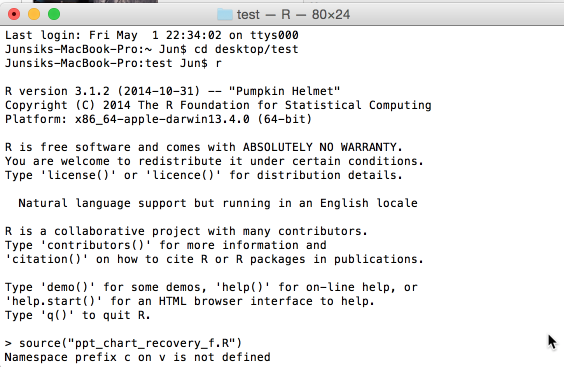 test — R — 80×24
Last login: Fri May  1 22:34:02 on ttys000
Junsiks-MacBook-Pro:~ Jun$ cd desktop/test
Junsiks-MacBook-Pro:test Jun$ r
R version 3.1.2 (2014-10-31) -- "Pumpkin Helmet"
Copyright (C) 2014 The R Foundation for Statistical Computing
Platform: x86_64-apple-darwin13.4.0 (64-bit)
R is free software and comes with ABSOLUTELY NO WARRANTY.
You are welcome to redistribute it under certain conditions.
Type 'license()' or 'licence()' for distribution details.
  Natural language support but running in an English locale
R is a collaborative project with many contributors.
Type 'contributors()' for more information and
'citation()' on how to cite R or R packages in publications.
Type 'demo()' for some demos, 'help()' for on-line help, or
'help.start()' for an HTML browser interface to help.
Type 'q()' to quit R.
> source("ppt_chart_recovery_f.R")
Namespace prefix c on v is not defined